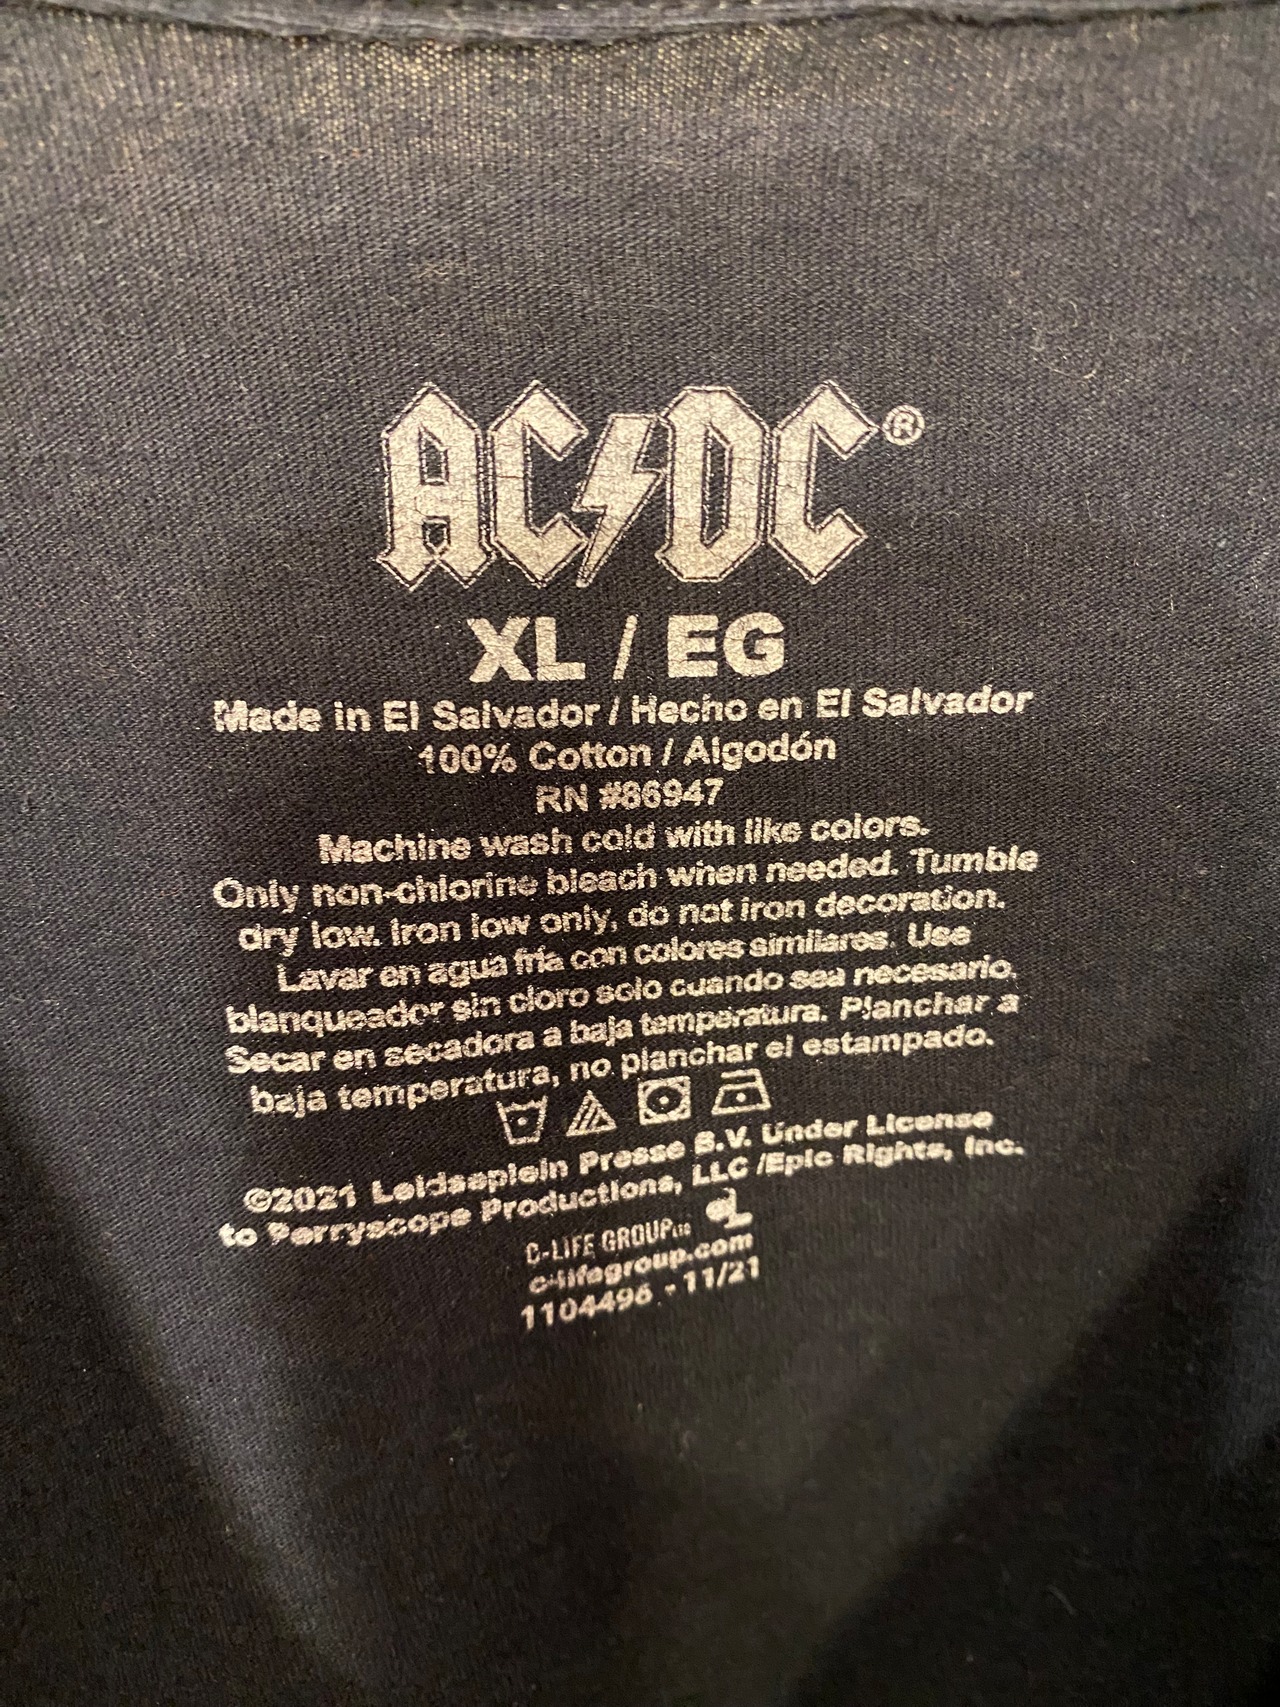 AC⚡DC®
XL / EG
Made in El Salvador / Hecho en El Salvador
100% Cotton / Algodón
RN #86947
Machine wash cold with like colors.
Only non-chlorine bleach when needed. Tumble
dry low. Iron low only, do not iron decoration.
Lavar en agua fría con colores similares. Use
blanqueador sin cloro solo cuando sea necesario.
Secar en secadora a baja temperatura. Planchar a
baja temperatura, no planchar el estampado.
©2021 Leidseplein Presse B.V. Under License
to Perryscope Productions, LLC /Epic Rights, Inc.
C-LIFE GROUP LTD
c-lifegroup.com
1104496 - 11/21